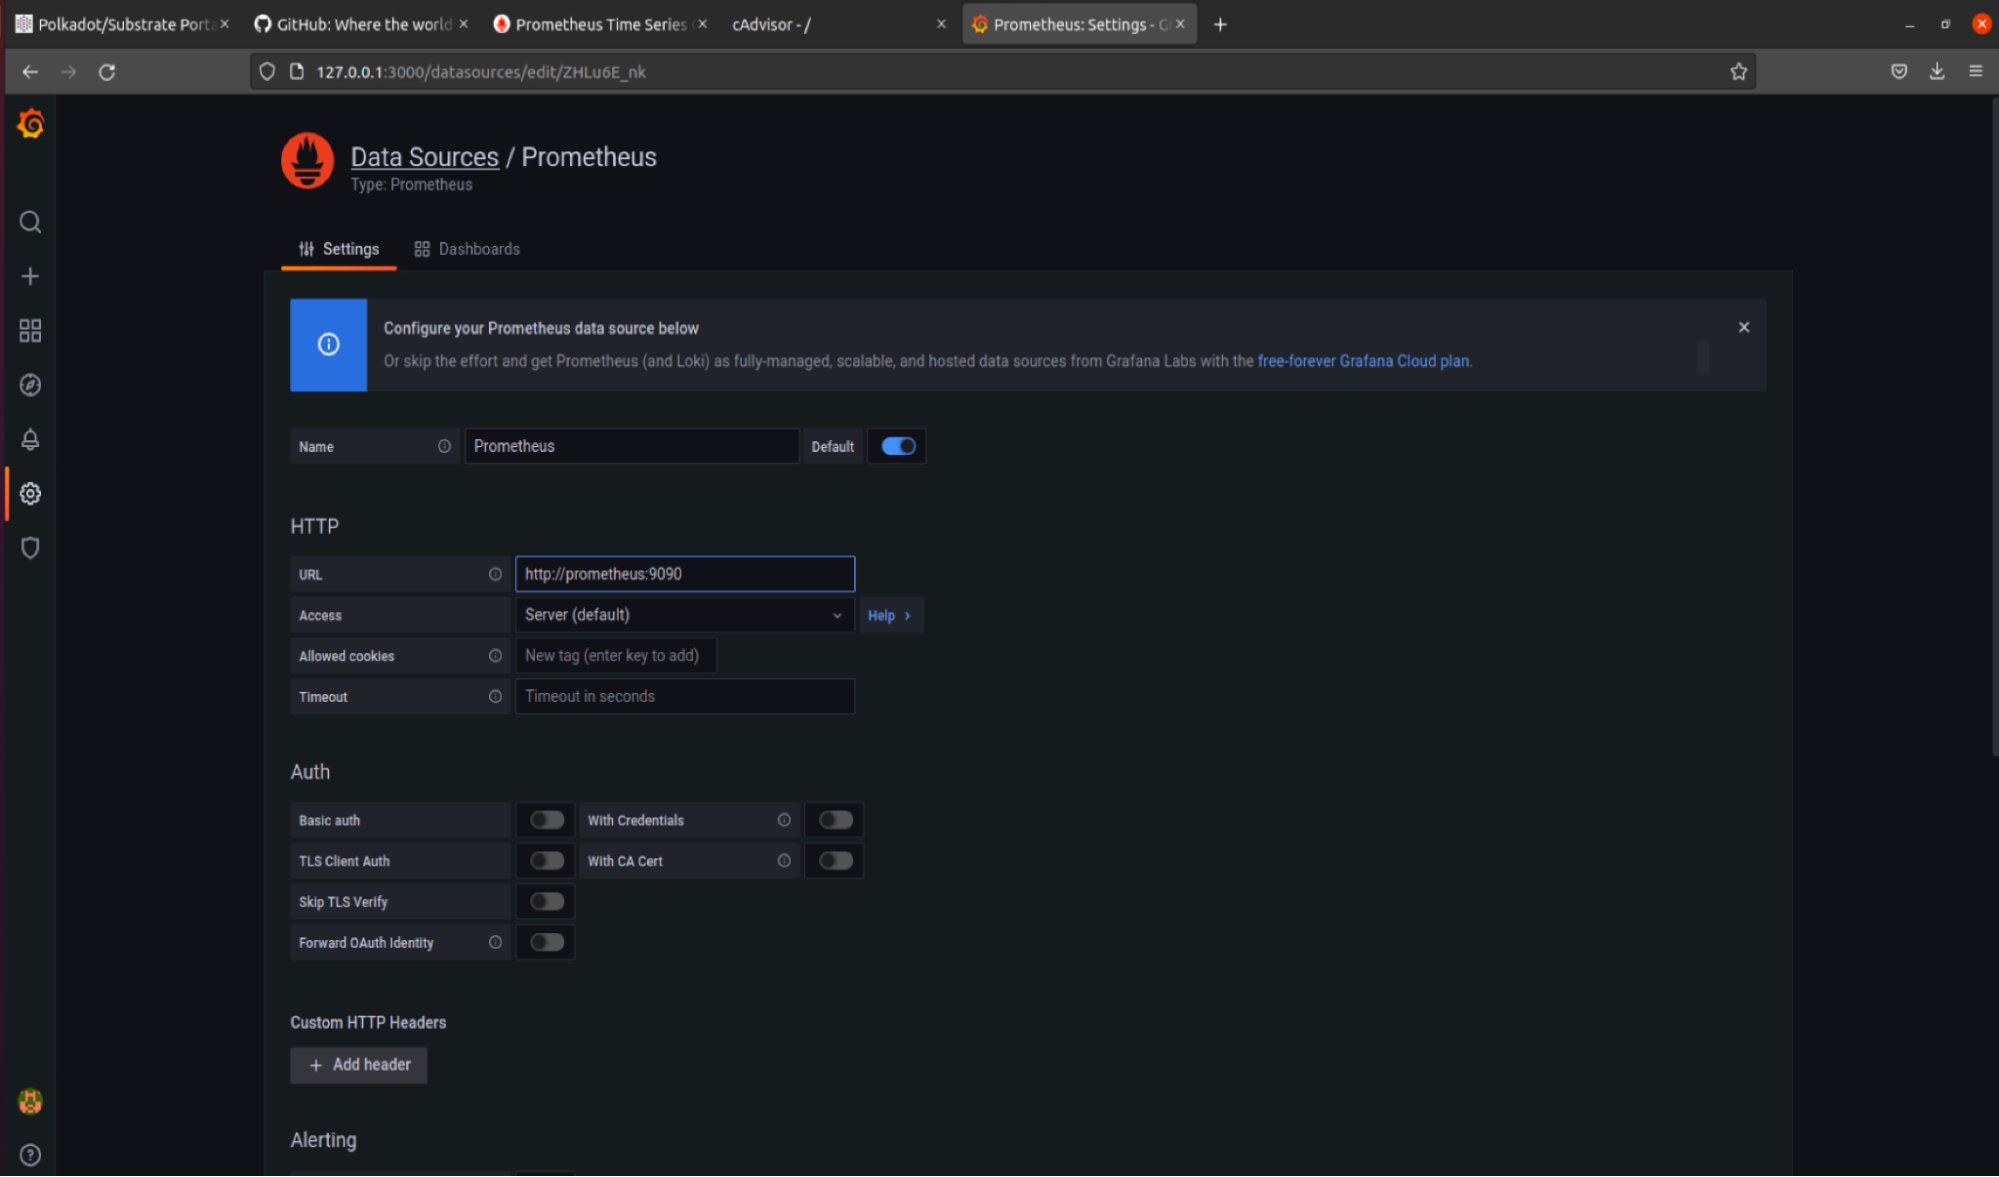 Polkadot/Substrate Porta
GitHub: Where the world
Prometheus Time Series
cAdvisor - /
Prometheus: Settings - G
127.0.0.1:3000/datasources/edit/ZHLu6E_nk
Data Sources / Prometheus
Type: Prometheus
Settings
Dashboards
Configure your Prometheus data source below
Or skip the effort and get Prometheus (and Loki) as fully-managed, scalable, and hosted data sources from Grafana Labs with the free-forever Grafana Cloud plan.
Name
Prometheus
Default
HTTP
URL
http://prometheus:9090
Access
Server (default)
Help >
Allowed cookies
New tag (enter key to add)
Timeout
Timeout in seconds
Auth
Basic auth
With Credentials
TLS Client Auth
With CA Cert
Skip TLS Verify
Forward OAuth Identity
Custom HTTP Headers
+ Add header
Alerting